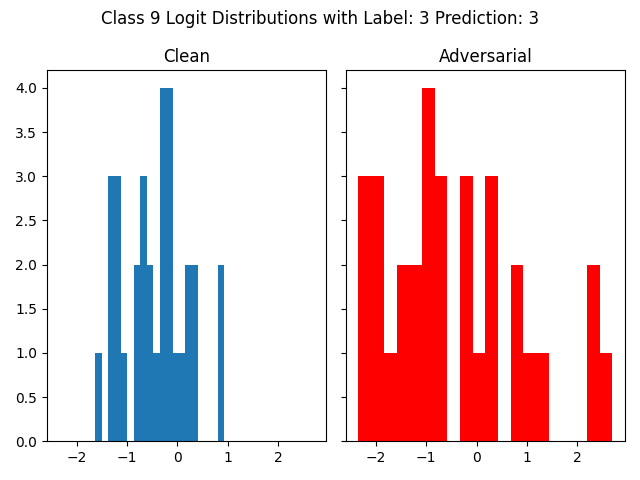 Class 9 Logit Distributions with Label: 3 Prediction: 3
Clean
Adversarial
4.0
3.5
3.0
2.5
2.0
1.5
1.0
0.5
0.0
−2 −1 0 1 2
−2 −1 0 1 2